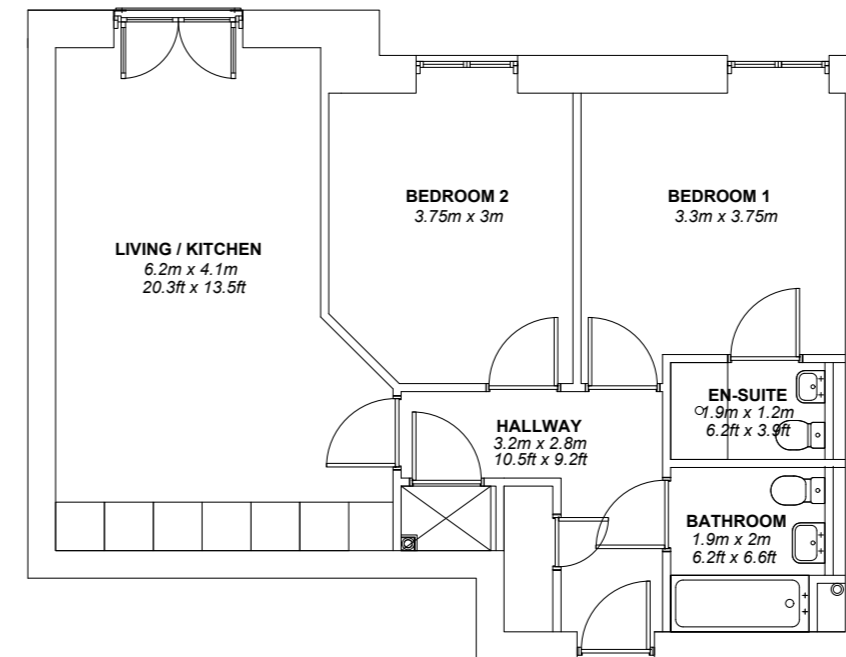 BEDROOM 2
3.75m x 3m
BEDROOM 1
3.3m x 3.75m
LIVING / KITCHEN
6.2m x 4.1m
20.3ft x 13.5ft
EN-SUITE
1.9m x 1.2m
6.2ft x 3.9ft
HALLWAY
3.2m x 2.8m
10.5ft x 9.2ft
BATHROOM
1.9m x 2m
6.2ft x 6.6ft